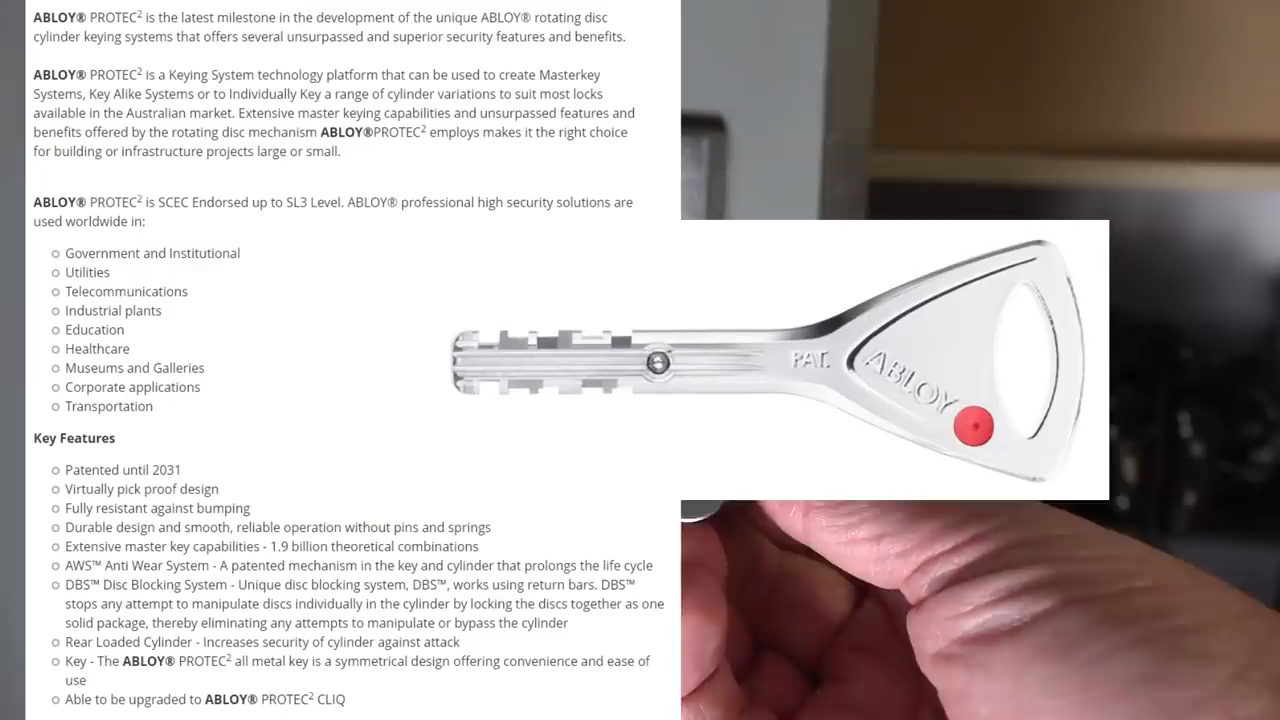 ABLOY® PROTEC² is the latest milestone in the development of the unique ABLOY® rotating disc
cylinder keying systems that offers several unsurpassed and superior security features and benefits.
ABLOY® PROTEC² is a Keying System technology platform that can be used to create Masterkey
Systems, Key Alike Systems or to Individually Key a range of cylinder variations to suit most locks
available in the Australian market. Extensive master keying capabilities and unsurpassed features and
benefits offered by the rotating disc mechanism ABLOY®PROTEC² employs makes it the right choice
for building or infrastructure projects large or small.
ABLOY® PROTEC² is SCEC Endorsed up to SL3 Level. ABLOY® professional high security solutions are
used worldwide in:
Government and Institutional
Utilities
Telecommunications
Industrial plants
Education
Healthcare
Museums and Galleries
Corporate applications
Transportation
Key Features
Patented until 2031
Virtually pick proof design
Fully resistant against bumping
Durable design and smooth, reliable operation without pins and springs
Extensive master key capabilities - 1.9 billion theoretical combinations
AWS™ Anti Wear System - A patented mechanism in the key and cylinder that prolongs the life cycle
DBS™ Disc Blocking System - Unique disc blocking system, DBS™, works using return bars. DBS™
stops any attempt to manipulate discs individually in the cylinder by locking the discs together as one
solid package, thereby eliminating any attempts to manipulate or bypass the cylinder
Rear Loaded Cylinder - Increases security of cylinder against attack
Key - The ABLOY® PROTEC² all metal key is a symmetrical design offering convenience and ease of
use
Able to be upgraded to ABLOY® PROTEC² CLIQ
PAT.
ABLOY